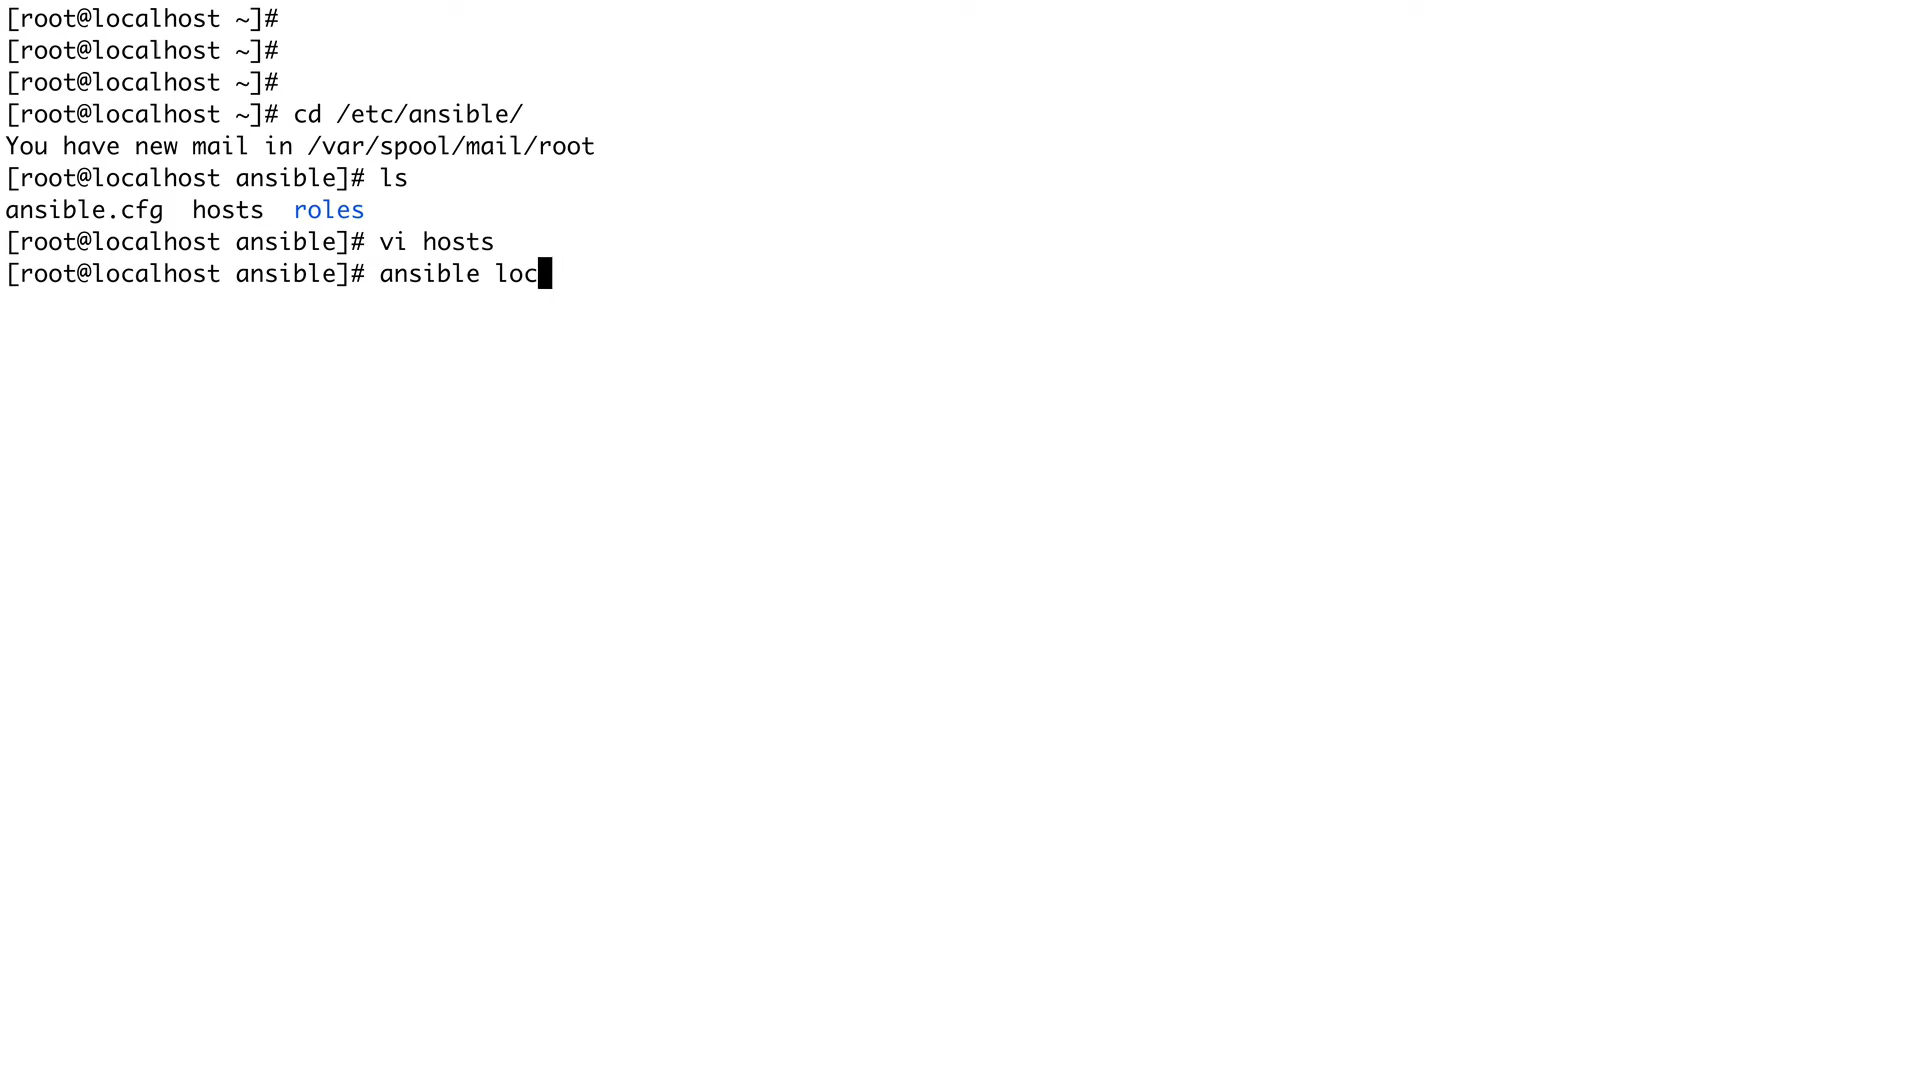 [root@localhost ~]#
[root@localhost ~]#
[root@localhost ~]#
[root@localhost ~]# cd /etc/ansible/
You have new mail in /var/spool/mail/root
[root@localhost ansible]# ls
ansible.cfg  hosts  roles
[root@localhost ansible]# vi hosts
[root@localhost ansible]# ansible loc